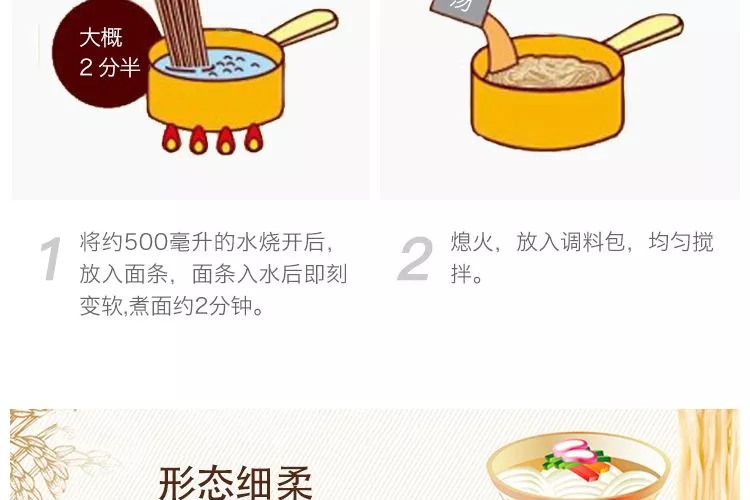 大概
2 分半
汤
1
将约500毫升的水烧开后，
放入面条，面条入水后即刻
变软,煮面约2分钟。
2
熄火，放入调料包，均匀搅
拌。
形态细柔